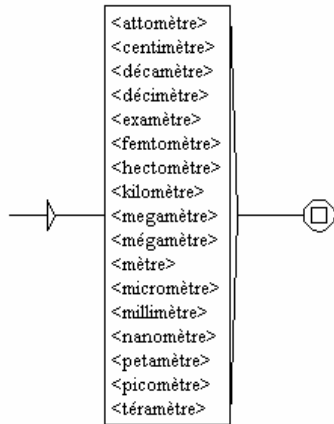 <attomètre>
<centimètre>
<décamètre>
<décimètre>
<examètre>
<femtomètre>
<hectomètre>
<kilomètre>
<megamètre>
<mégamètre>
<mètre>
<micromètre>
<millimètre>
<nanomètre>
<petamètre>
<picomètre>
<téramètre>